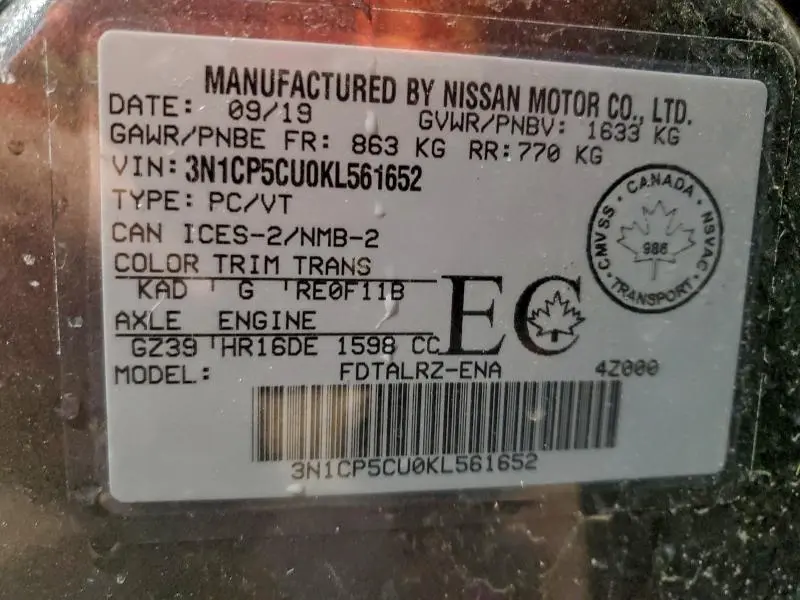 MANUFACTURED BY NISSAN MOTOR CO., LTD.
DATE: 09/19 GVWR/PNBV: 1633 KG
GAWR/PNBE FR: 863 KG RR: 770 KG
VIN: 3N1CP5CU0KL561652
TYPE: PC/VT
CAN ICES-2/NMB-2
COLOR TRIM TRANS
KAD G RE0F11B
AXLE ENGINE
GZ39 HR16DE 1598 CC
EC
CANADA
CMVSS · NSVAC
986
TRANSPORT
MODEL: FDTALRZ-ENA 4Z000
3N1CP5CU0KL561652